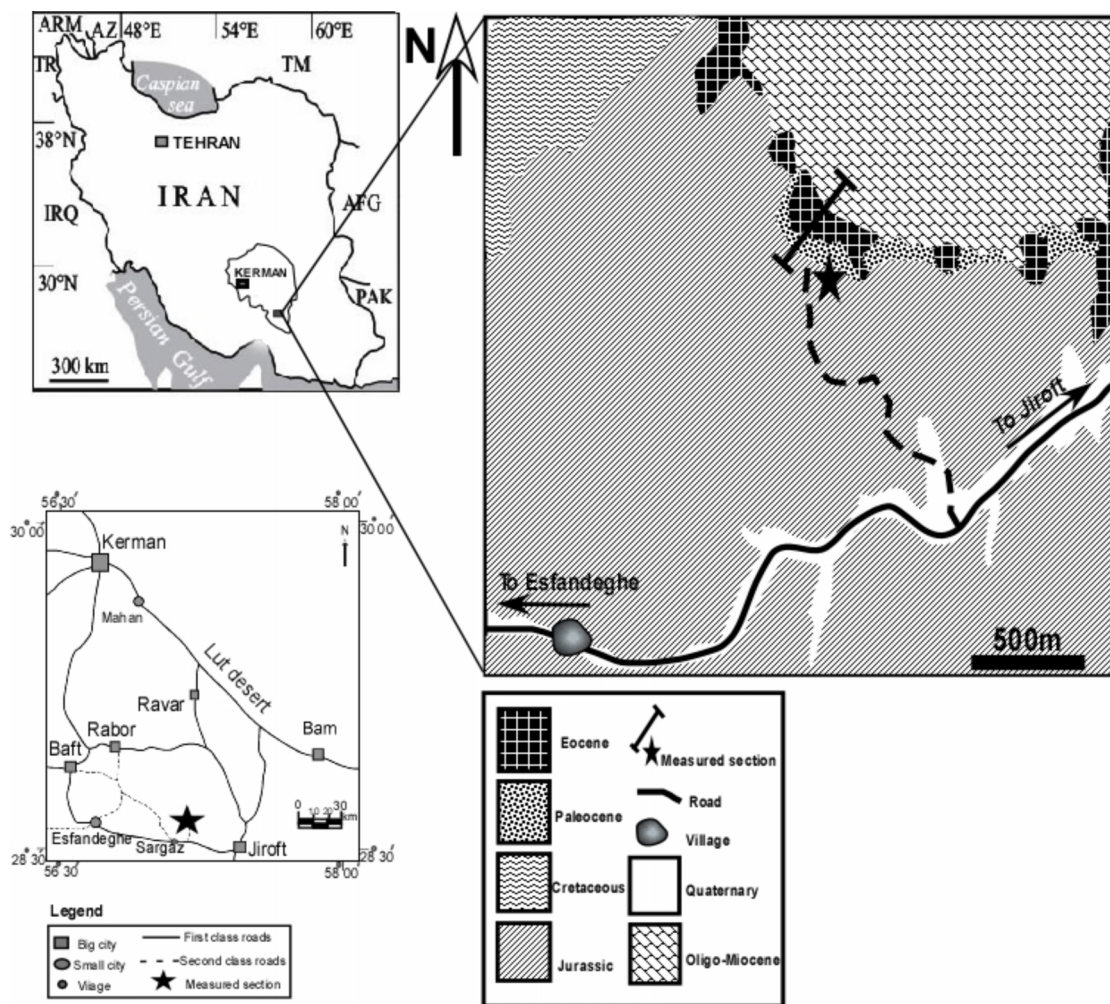 ARM AZ 48°E 54°E 60°E
TR
TM
Caspian
sea
38°N
TEHRAN
IRAN
IRQ
AFG
KERMAN
30°N
PAK
Persian Gulf
300 km
N
To Jiroft
To Esfandeghe
500m
56° 30'
58° 00'
30° 00'
30° 00'
Kerman
N
Mahan
Lut desert
Ravar
Rabor
Bam
Baft
0 10 20 30
km
Esfandeghe
Sargaz
Jiroft
28° 30'
28° 30'
56° 30'
58° 00'
Legend
Big city
First class roads
Small city
Second class roads
Vilage
Measured section
Eocene
Measured section
Paleocene
Road
Village
Cretaceous
Quaternary
Jurassic
Oligo-Miocene